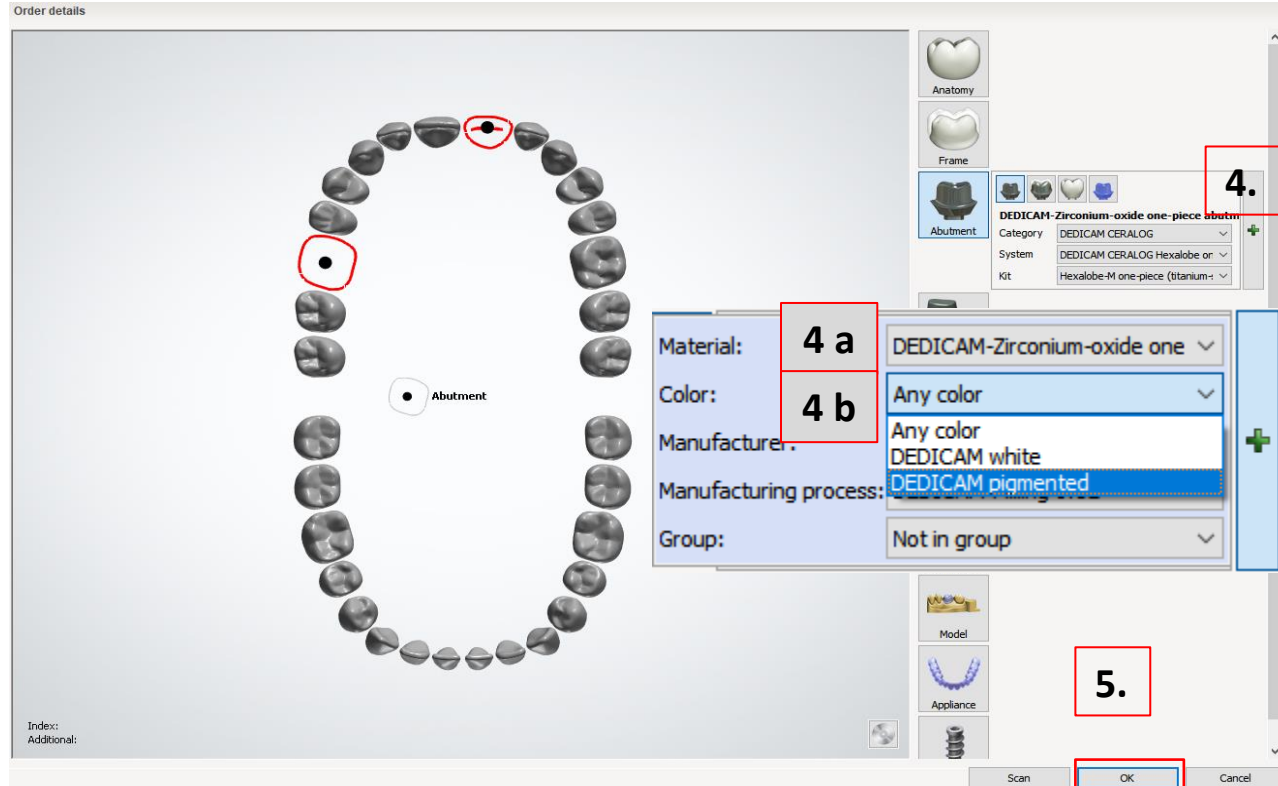 Order details
Anatomy
Frame
4.
Abutment
DEDICAM-Zirconium-oxide one-piece abutm
Category DEDICAM CERALOG
System DEDICAM CERALOG Hexalobe or
Kit Hexalobe-M one-piece (titanium-
4 a
Material: DEDICAM-Zirconium-oxide one
4 b
Color: Any color
Any color
DEDICAM white
DEDICAM pigmented
Manufacturer:
Manufacturing process:
Group: Not in group
Abutment
Model
Appliance
5.
Index:
Additional:
Scan OK Cancel